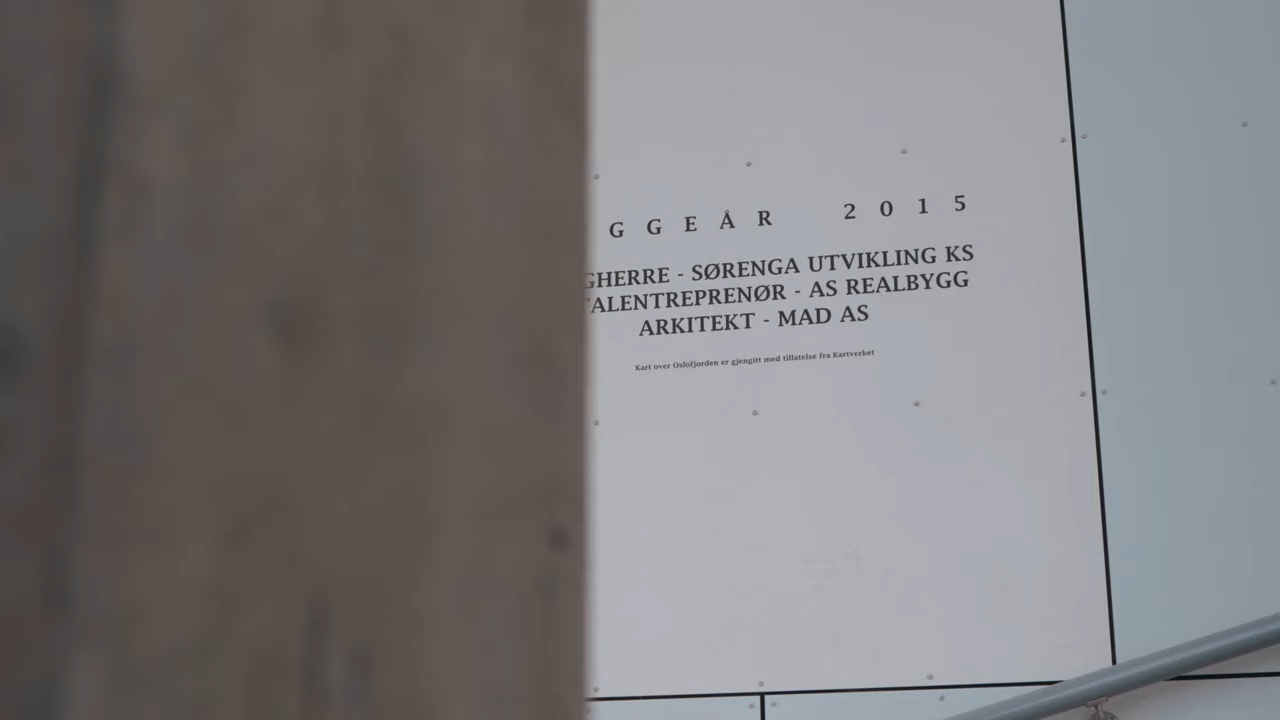 GGEÅR 2015
GHERRE - SØRENGA UTVIKLING KS
ALENTREPRENØR - AS REALBYGG
ARKITEKT - MAD AS
Kart over Oslofjorden er gjengitt med tillatelse fra Kartverket